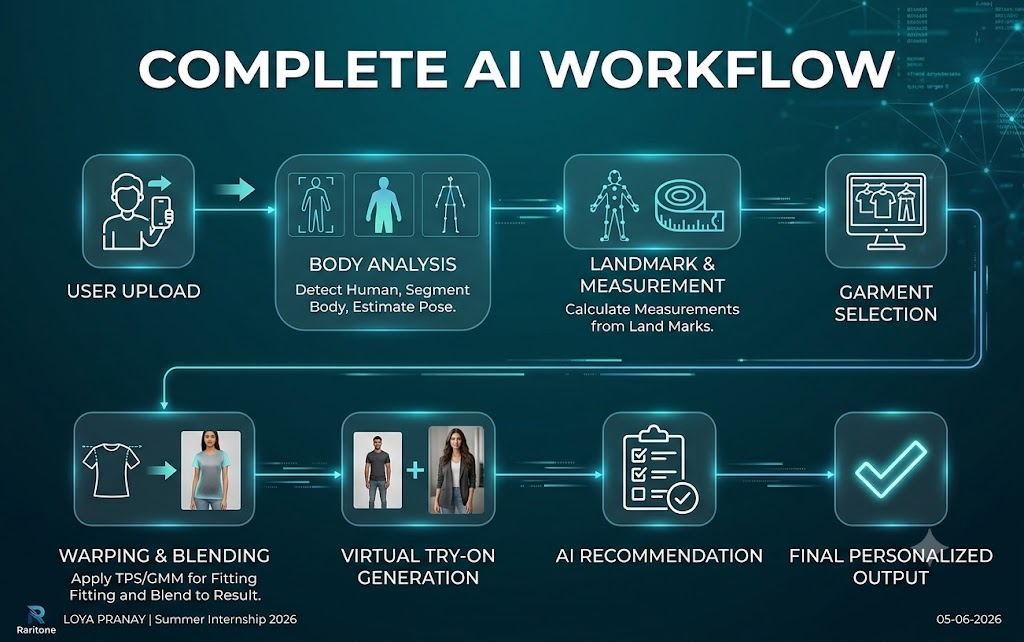 COMPLETE AI WORKFLOW
USER UPLOAD
BODY ANALYSIS
Detect Human, Segment
Body, Estimate Pose.
LANDMARK &
MEASUREMENT
Calculate Measurements
from Land Marks.
GARMENT
SELECTION
WARPING & BLENDING
Apply TPS/GMM for Fitting
Fitting and Blend to Result.
VIRTUAL TRY-ON
GENERATION
AI RECOMMENDATION
FINAL PERSONALIZED
OUTPUT
Raritone
LOYA PRANAY | Summer Internship 2026
05-06-2026